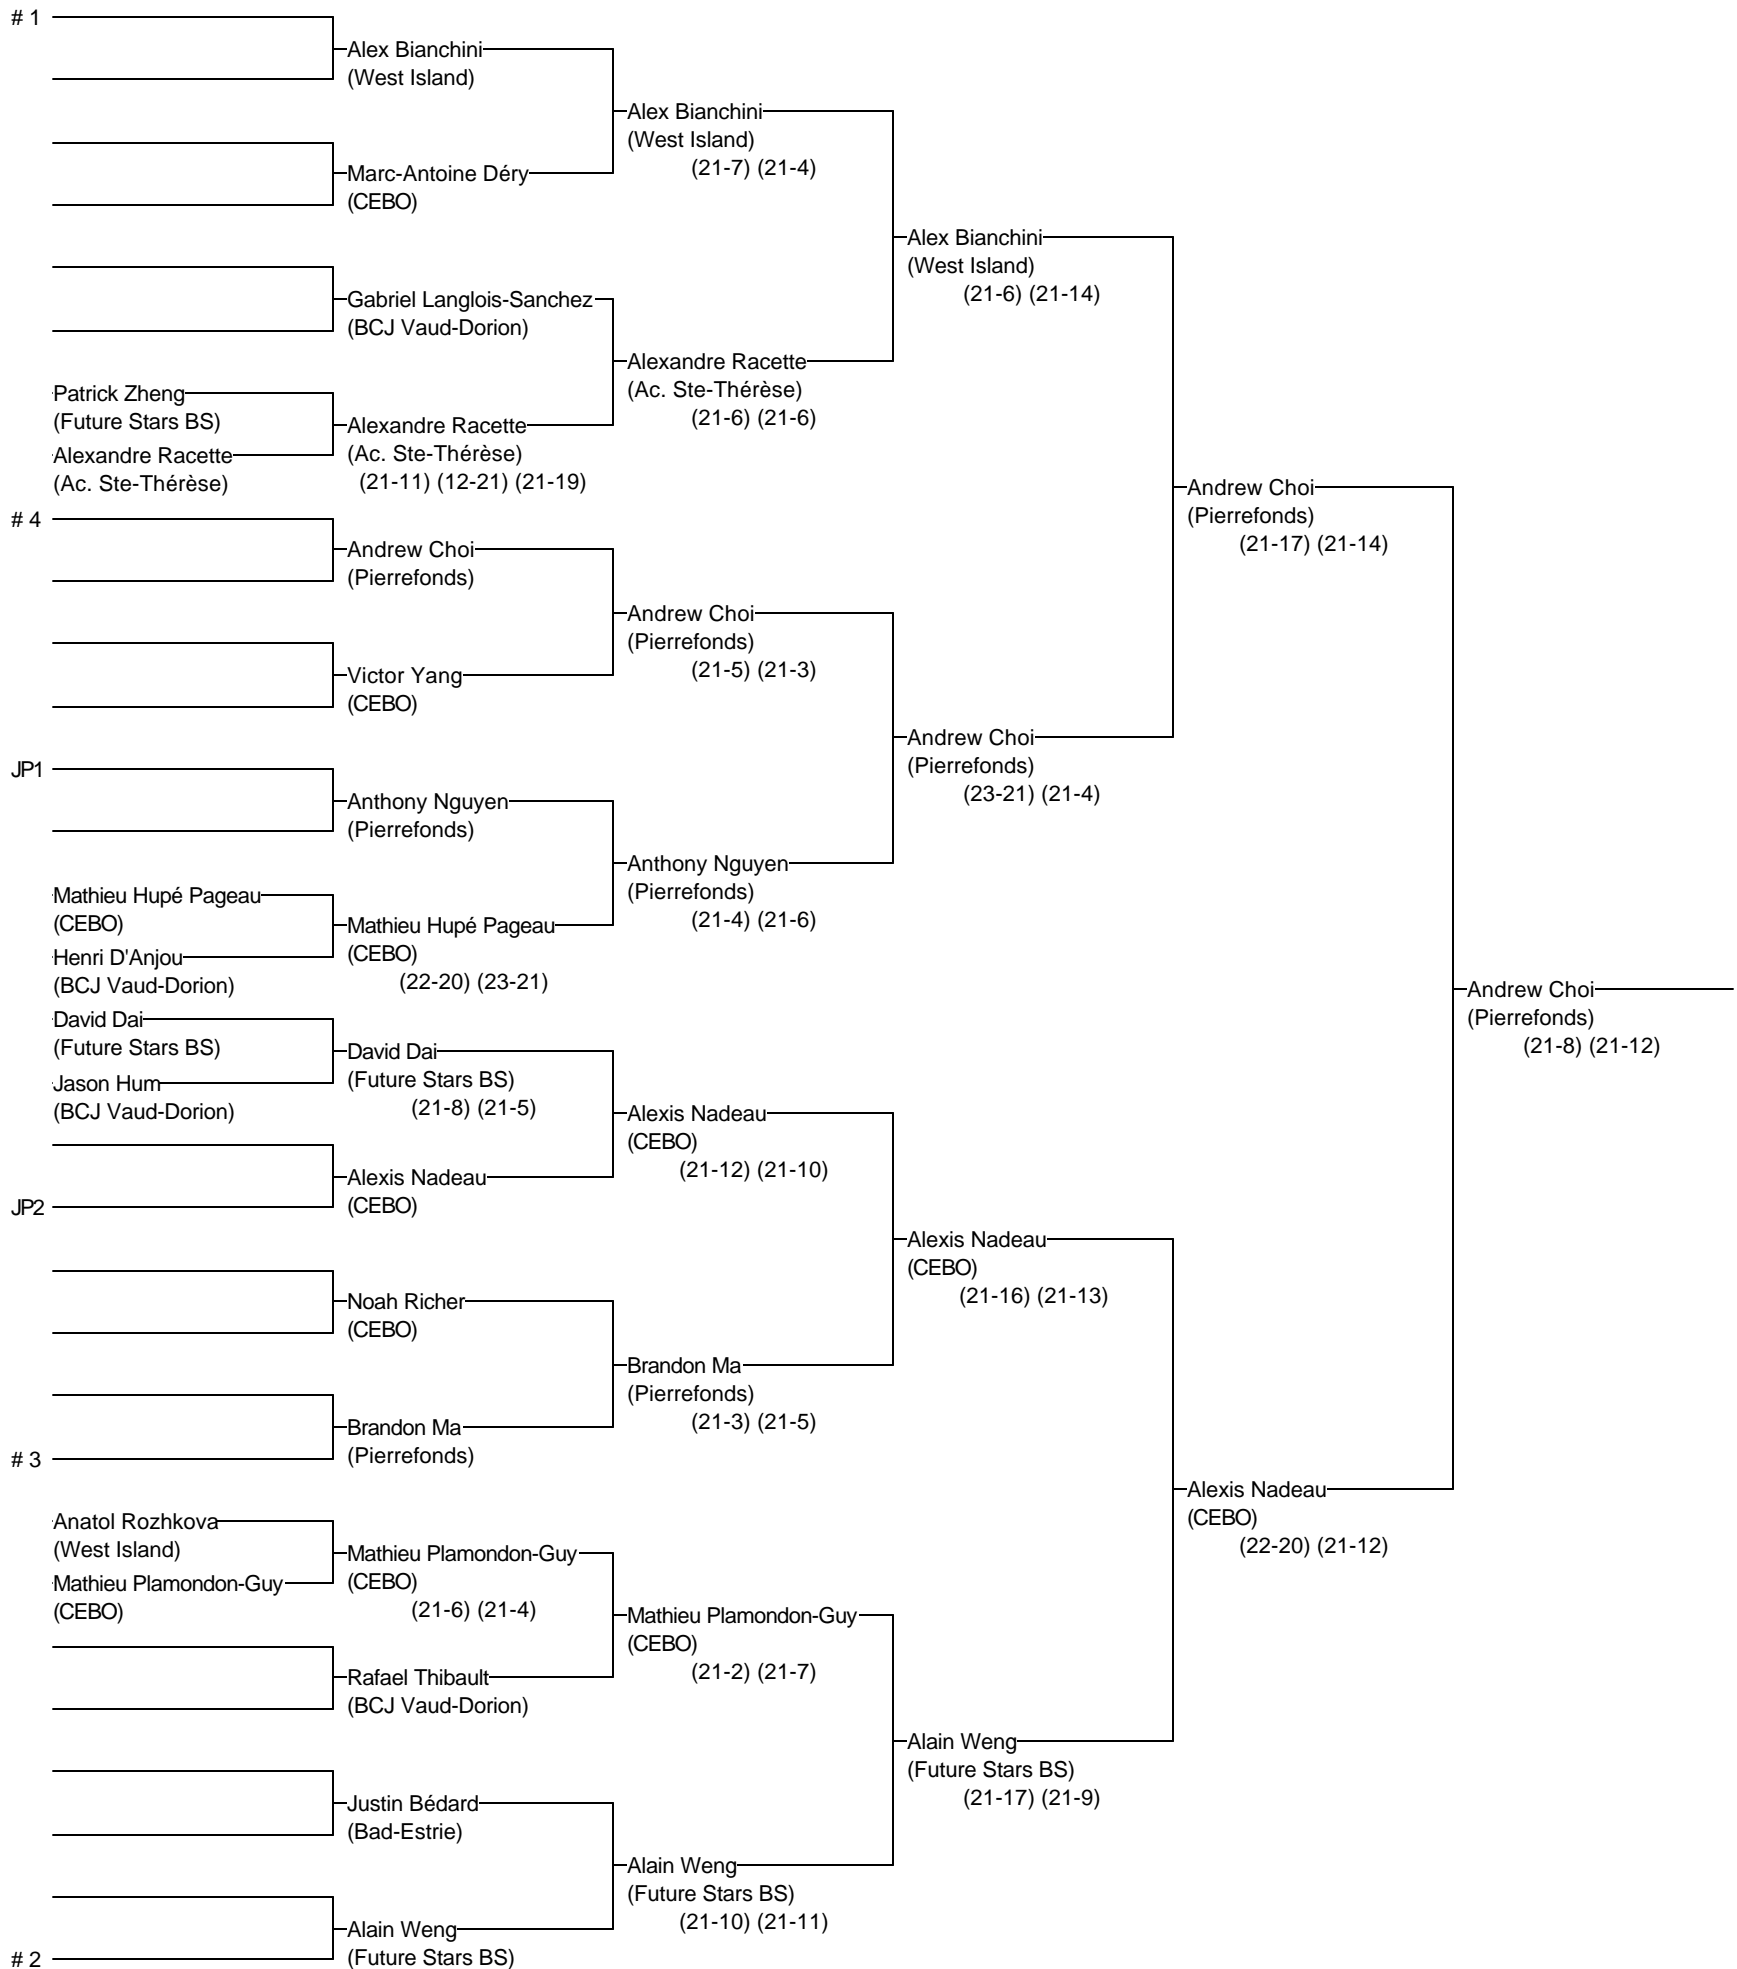 # 1
Alex Bianchini
(West Island)
Alex Bianchini
(West Island)
(21-7) (21-4)
Marc-Antoine Déry
(CEBO)
Alex Bianchini
(West Island)
(21-6) (21-14)
Gabriel Langlois-Sanchez
(BCJ Vaud-Dorion)
Alexandre Racette
(Ac. Ste-Thérèse)
(21-6) (21-6)
Patrick Zheng
(Future Stars BS)
Alexandre Racette
(Ac. Ste-Thérèse)
Alexandre Racette
(Ac. Ste-Thérèse)
(21-11) (12-21) (21-19)
Andrew Choi
(Pierrefonds)
(21-17) (21-14)
# 4
Andrew Choi
(Pierrefonds)
Andrew Choi
(Pierrefonds)
(21-5) (21-3)
Victor Yang
(CEBO)
Andrew Choi
(Pierrefonds)
(23-21) (21-4)
JP1
Anthony Nguyen
(Pierrefonds)
Anthony Nguyen
(Pierrefonds)
(21-4) (21-6)
Mathieu Hupé Pageau
(CEBO)
Henri D'Anjou
(BCJ Vaud-Dorion)
Mathieu Hupé Pageau
(CEBO)
(22-20) (23-21)
Andrew Choi
(Pierrefonds)
(21-8) (21-12)
David Dai
(Future Stars BS)
Jason Hum
(BCJ Vaud-Dorion)
David Dai
(Future Stars BS)
(21-8) (21-5)
Alexis Nadeau
(CEBO)
(21-12) (21-10)
Alexis Nadeau
(CEBO)
JP2
Alexis Nadeau
(CEBO)
(21-16) (21-13)
Noah Richer
(CEBO)
Brandon Ma
(Pierrefonds)
(21-3) (21-5)
Brandon Ma
(Pierrefonds)
# 3
Alexis Nadeau
(CEBO)
(22-20) (21-12)
Anatol Rozhkova
(West Island)
Mathieu Plamondon-Guy
(CEBO)
Mathieu Plamondon-Guy
(CEBO)
(21-6) (21-4)
Mathieu Plamondon-Guy
(CEBO)
(21-2) (21-7)
Rafael Thibault
(BCJ Vaud-Dorion)
Alain Weng
(Future Stars BS)
(21-17) (21-9)
Justin Bédard
(Bad-Estrie)
Alain Weng
(Future Stars BS)
(21-10) (21-11)
Alain Weng
(Future Stars BS)
# 2